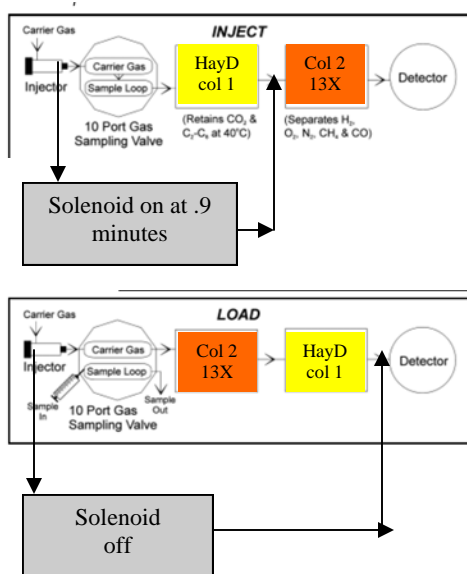 INJECT
Carrier Gas
Injector
Carrier Gas
Sample Loop
10 Port Gas
Sampling Valve
HayD
col 1
(Retains CO2 &
C2-C6 at 40°C)
Col 2
13X
(Separates H2,
O2, N2, CH4 & CO)
Detector
Solenoid on at .9
minutes
LOAD
Carrier Gas
Injector
Carrier Gas
Sample Loop
Sample
In
Sample
Out
10 Port Gas
Sampling Valve
Col 2
13X
HayD
col 1
Detector
Solenoid
off